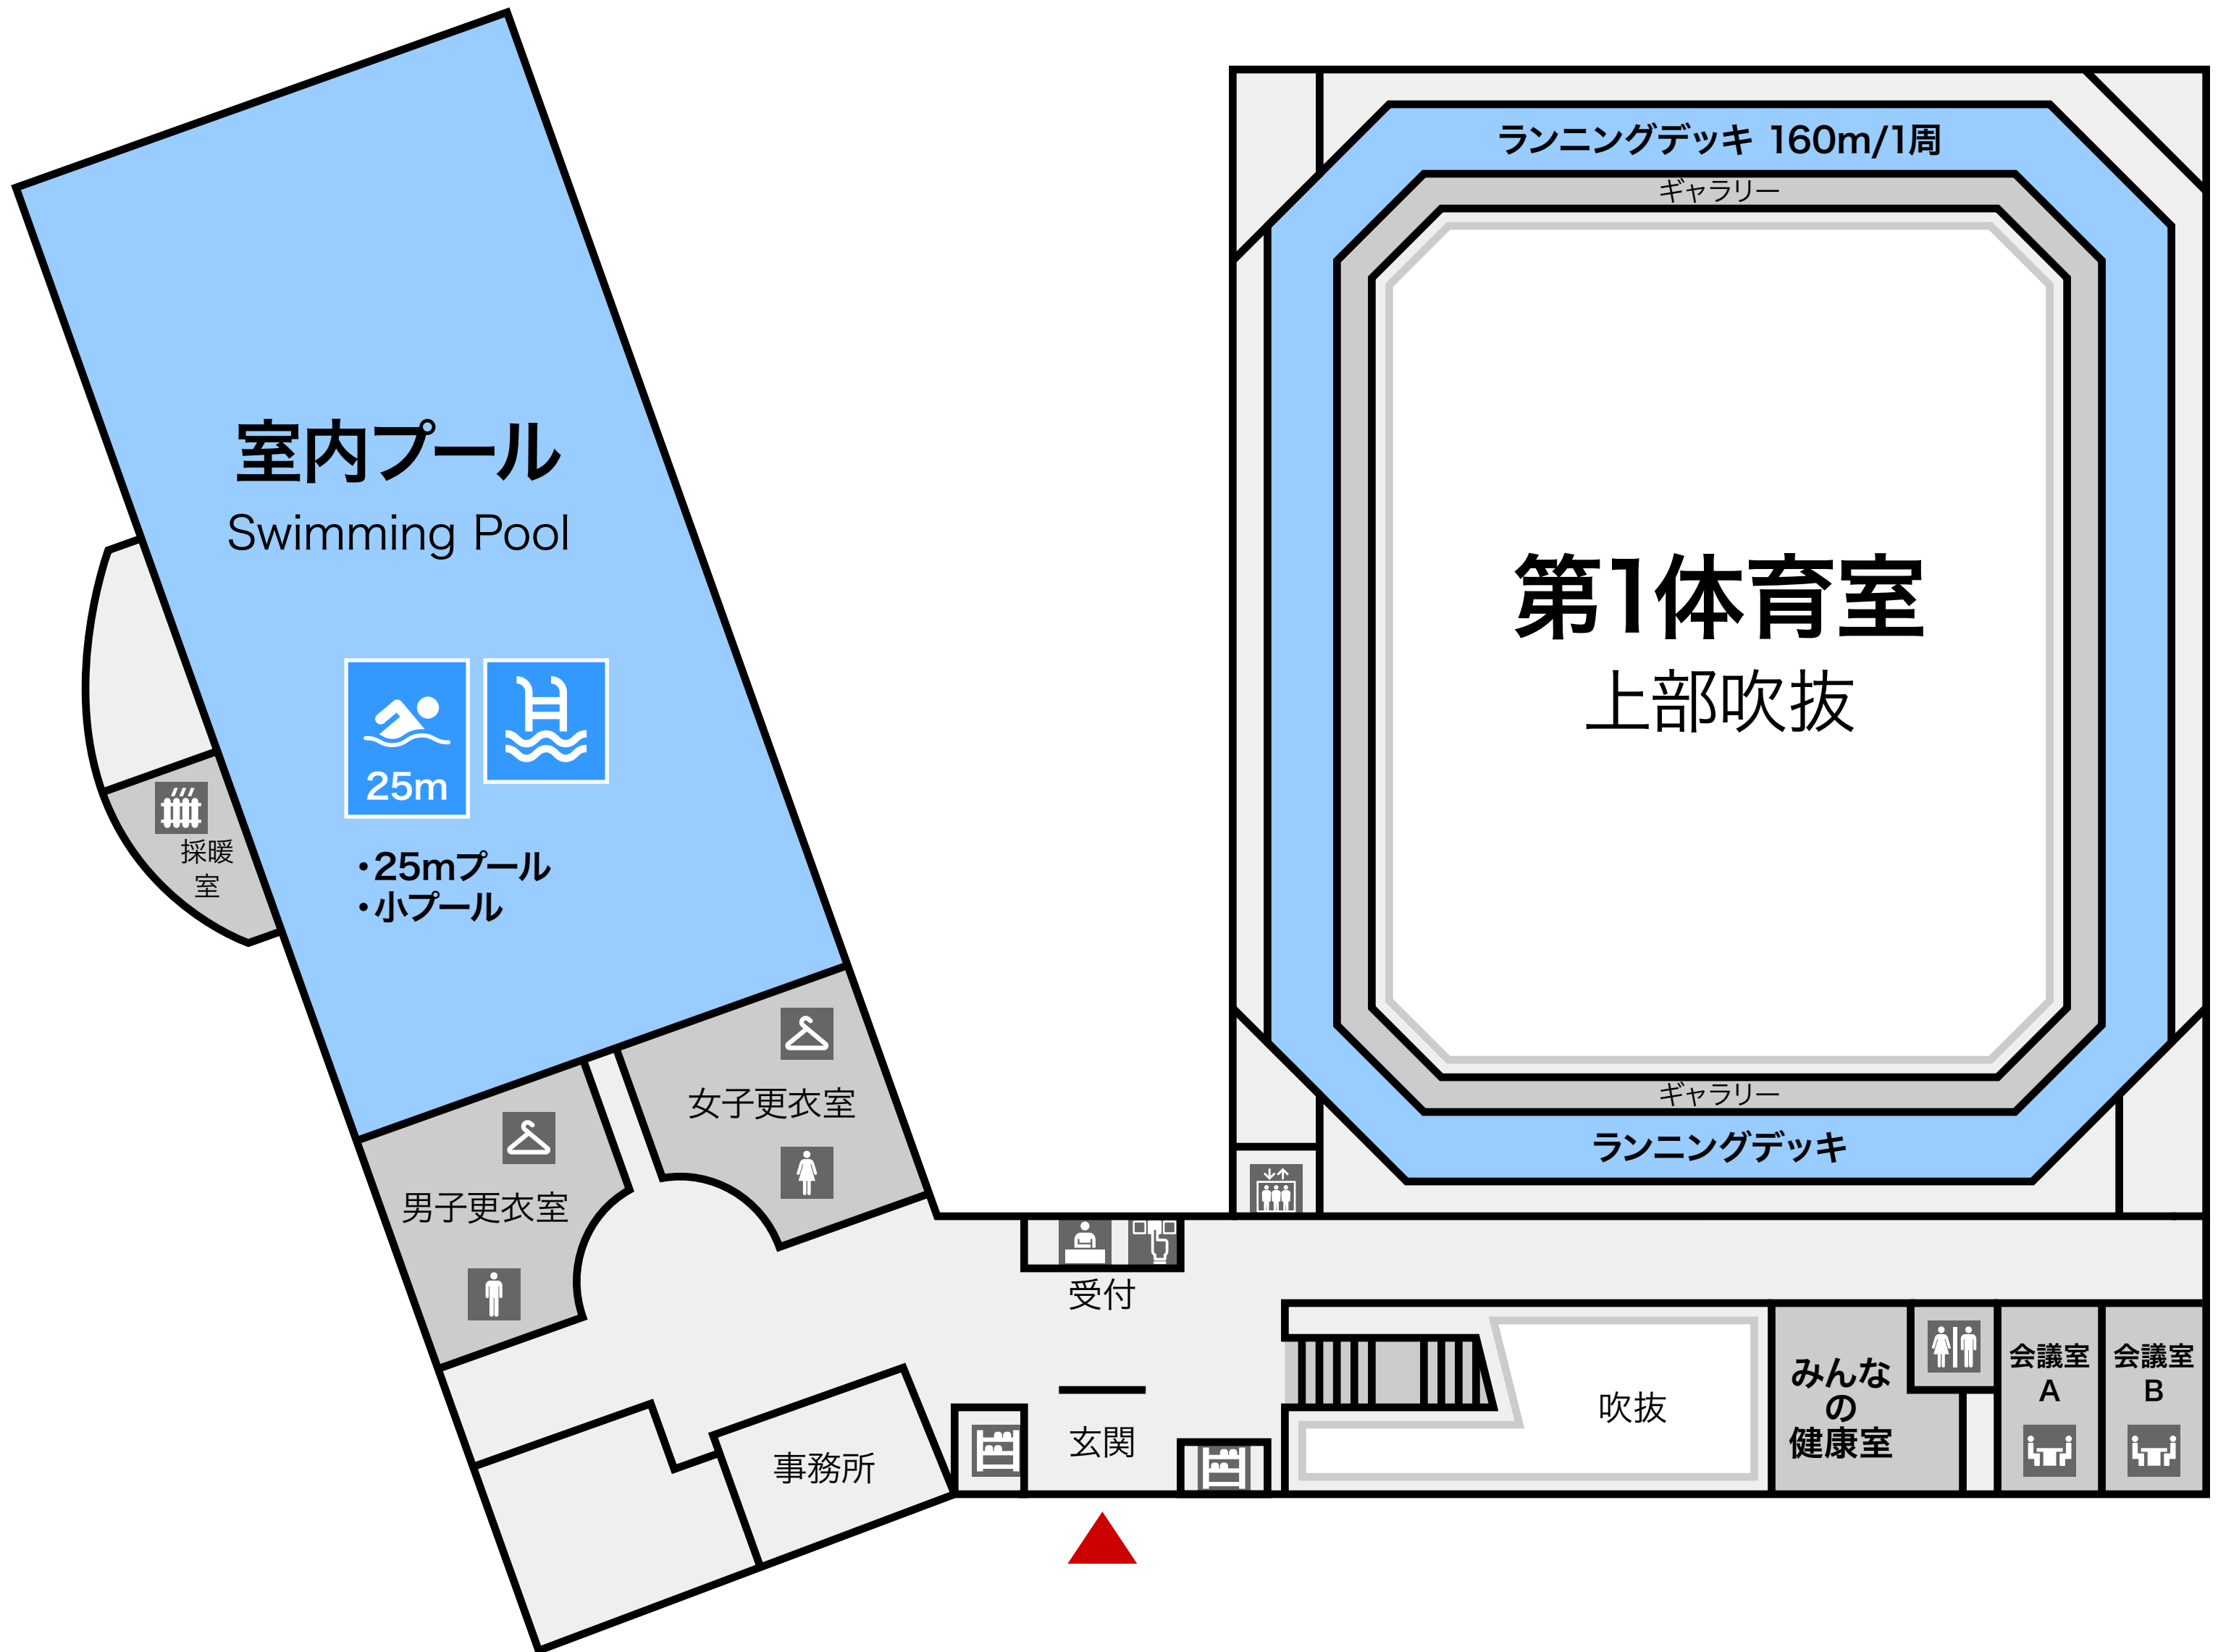 室内プール
Swimming Pool
25m
・25mプール
・小プール
採暖
室
女子更衣室
男子更衣室
事務所
受付
玄関
ランニングデッキ 160m/1周
ギャラリー
第1体育室
上部吹抜
ギャラリー
ランニングデッキ
吹抜
みんな
の
健康室
会議室
A
会議室
B